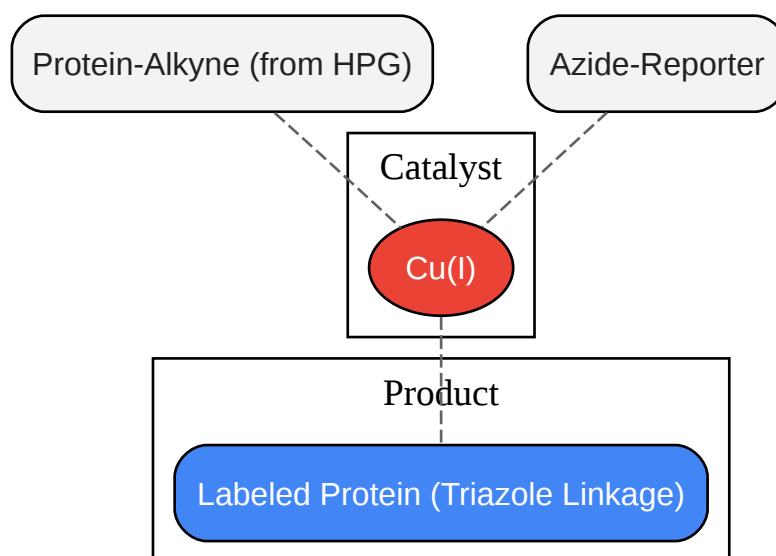 Protein-Alkyne (from HPG)
Azide-Reporter
Catalyst
Cu(I)
Product
Labeled Protein (Triazole Linkage)